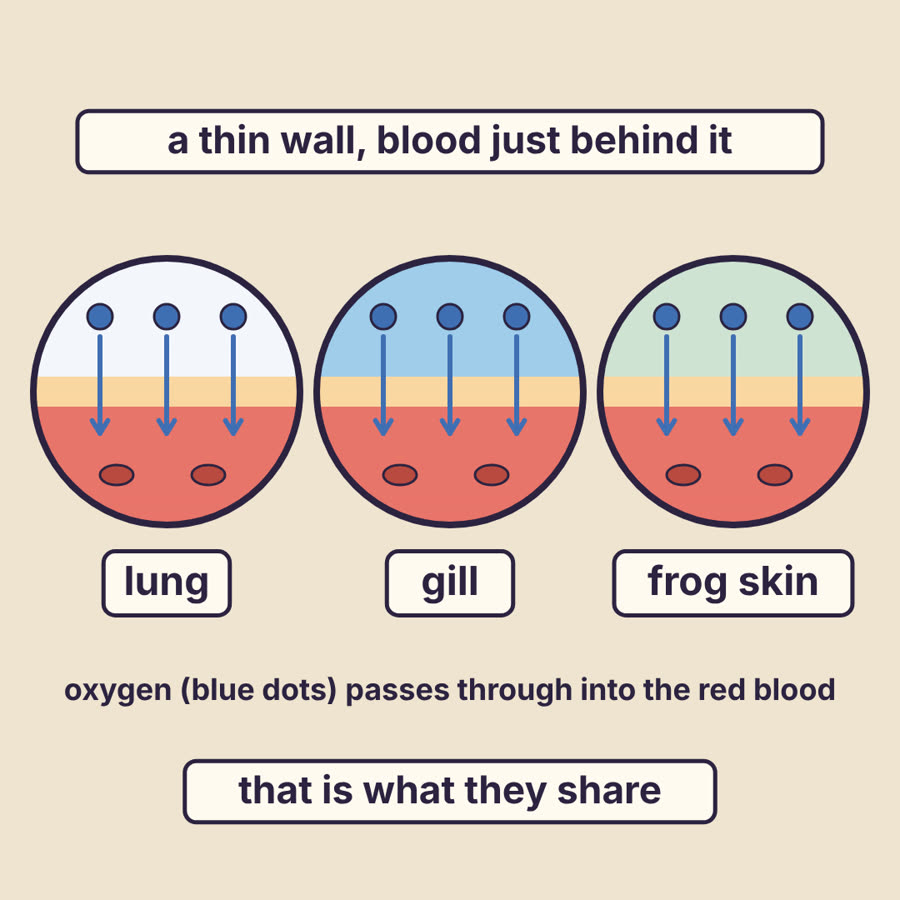 a thin wall, blood just behind it
lung
gill
frog skin
oxygen (blue dots) passes through into the red blood
that is what they share